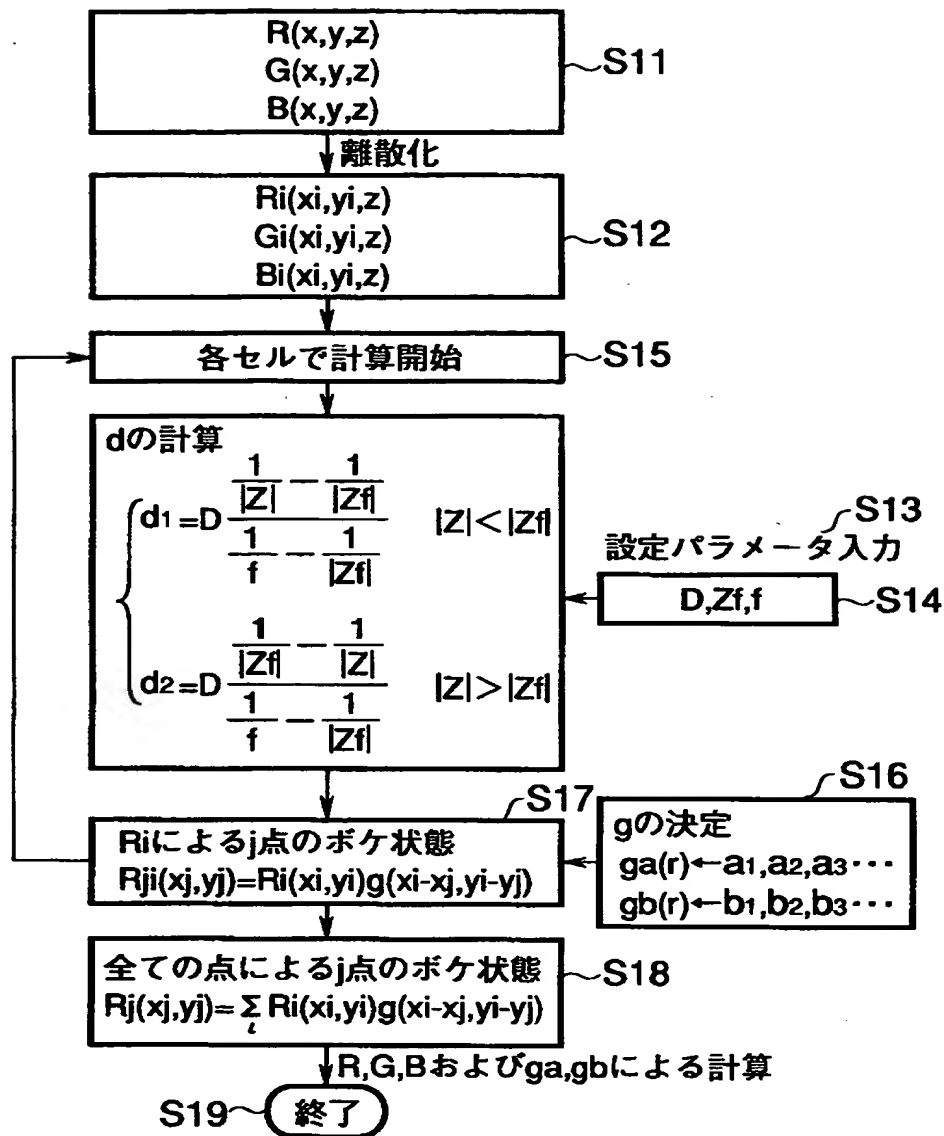 R(x,y,z)
G(x,y,z)
B(x,y,z)
S11
離散化
Ri(xi,yi,z)
Gi(xi,yi,z)
Bi(xi,yi,z)
S12
各セルで計算開始
S15
dの計算
d1=D (1/|Z| - 1/|Zf|) / (1/f - 1/|Zf|) |Z|<|Zf|
d2=D (1/|Zf| - 1/|Z|) / (1/f - 1/|Zf|) |Z|>|Zf|
S13
設定パラメータ入力
D,Zf,f
S14
S17
Riによるj点のボケ状態
Rji(xj,yj)=Ri(xi,yi)g(xi-xj,yi-yj)
S16
gの決定
ga(r)←a1,a2,a3···
gb(r)←b1,b2,b3···
全ての点によるj点のボケ状態
Rj(xj,yj)=Σi Ri(xi,yi)g(xi-xj,yi-yj)
S18
R,G,Bおよびga,gbによる計算
S19
終了